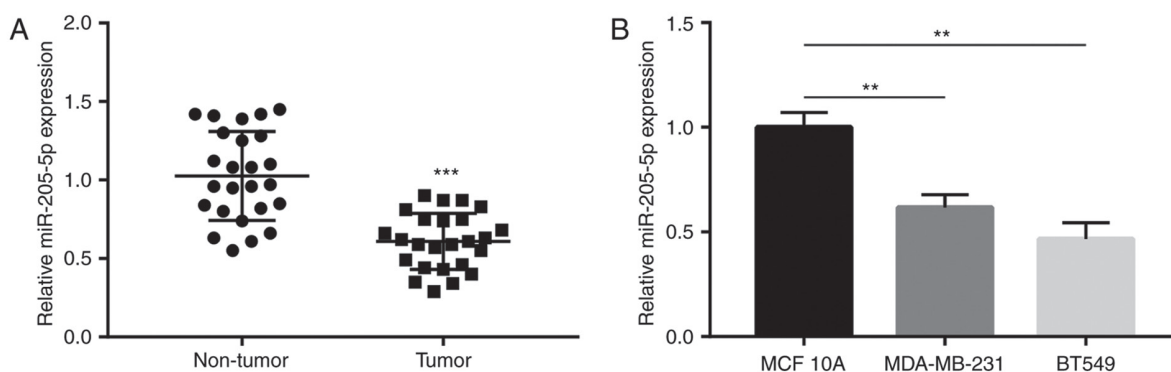 A
Relative miR-205-5p expression
2.0
1.5
1.0
0.5
0.0
***
Non-tumor
Tumor
B
Relative miR-205-5p expression
1.5
1.0
0.5
0.0
**
**
MCF 10A
MDA-MB-231
BT549